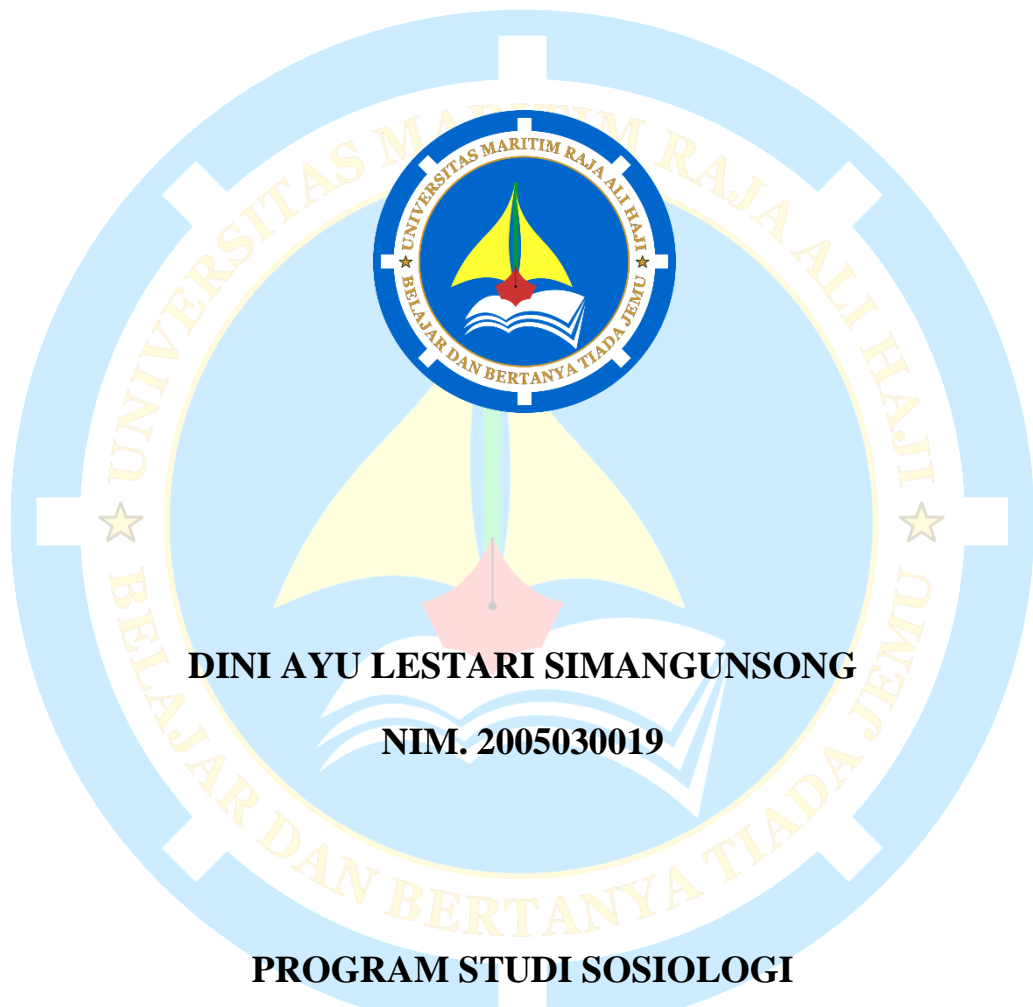 UNIVERSITAS MARITIM RAJA ALI HAJI
BELAJAR DAN BERTANYA TIADA JEMU
UNIVERSITAS MARITIM RAJA ALI HAJI
BELAJAR DAN BERTANYA TIADA JEMU
DINI AYU LESTARI SIMANGUNSONG
NIM. 2005030019
PROGRAM STUDI SOSIOLOGI